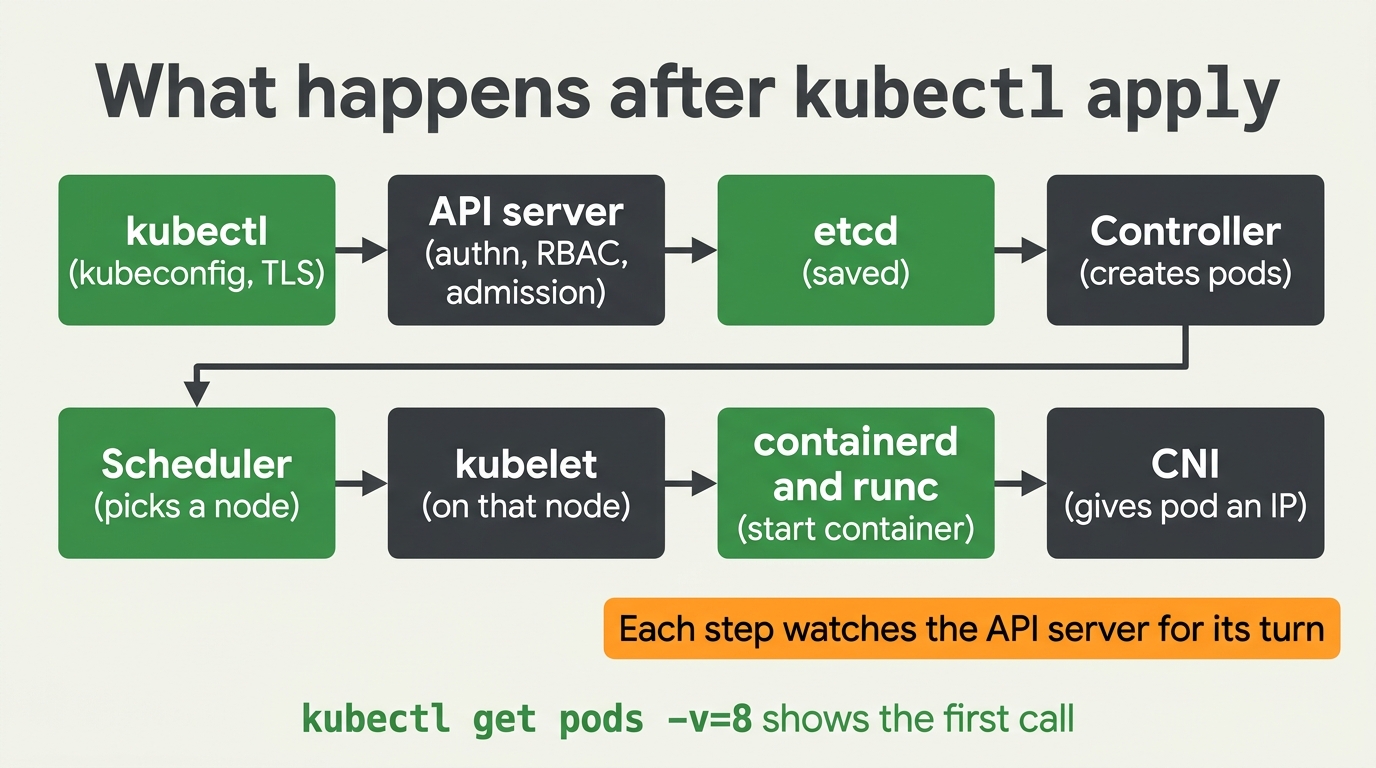 What happens after kubectl apply
kubectl
(kubeconfig, TLS)
API server
(authn, RBAC,
admission)
etcd
(saved)
Controller
(creates pods)
Scheduler
(picks a node)
kubelet
(on that node)
containerd
and runc
(start container)
CNI
(gives pod an IP)
Each step watches the API server for its turn
kubectl get pods -v=8 shows the first call